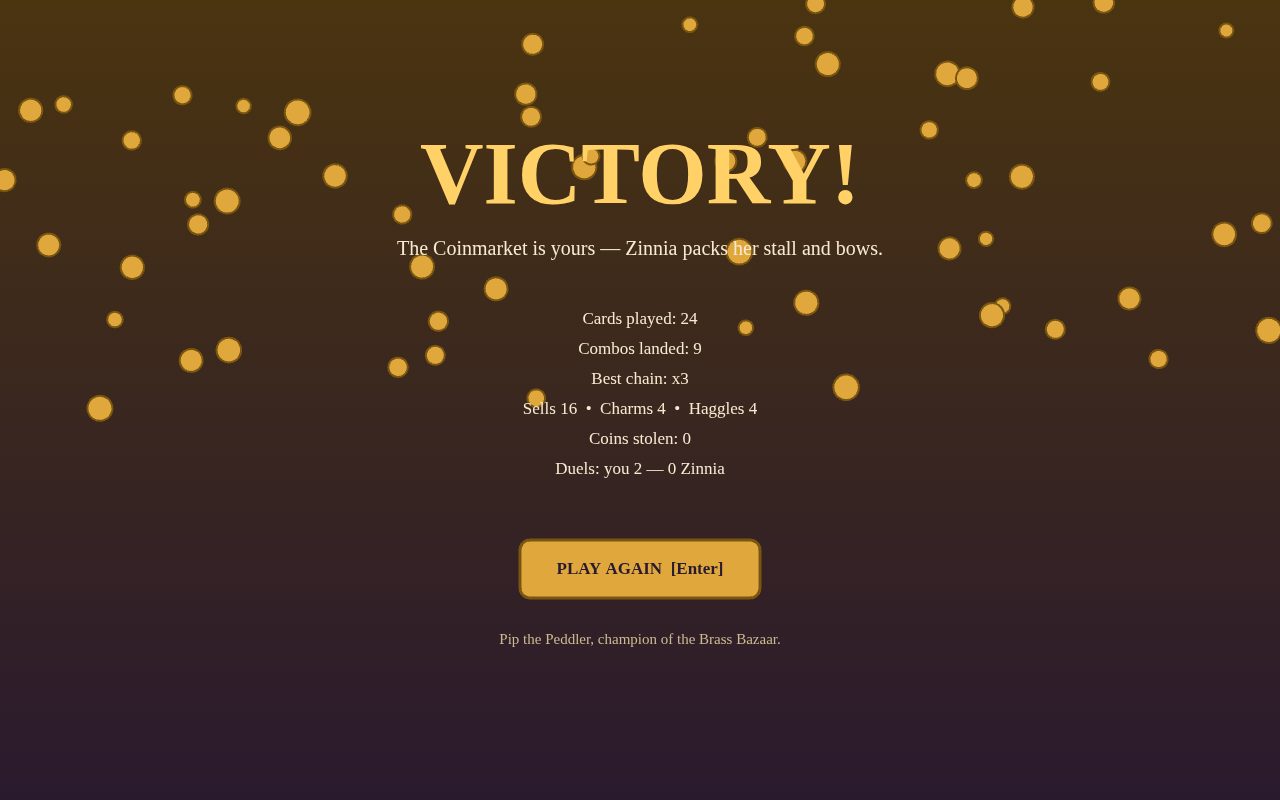 VICTORY!
The Coinmarket is yours — Zinnia packs her stall and bows.
Cards played: 24
Combos landed: 9
Best chain: x3
Sells 16 • Charms 4 • Haggles 4
Coins stolen: 0
Duels: you 2 — 0 Zinnia
PLAY AGAIN [Enter]
Pip the Peddler, champion of the Brass Bazaar.